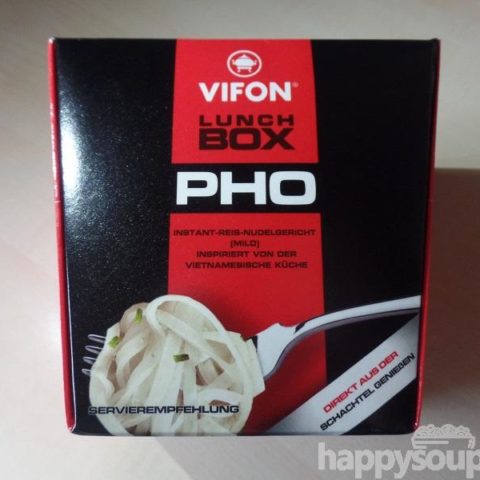 VIFON®
LUNCH
BOX
PHO
INSTANT-REIS-NUDELGERICHT
(MILD)
INSPIRIERT VON DER
VIETNAMESISCHE KÜCHE
DIREKT AUS DER
SCHACHTEL GENIEẞEN
SERVIEREMPFEHLUNG
happysoup